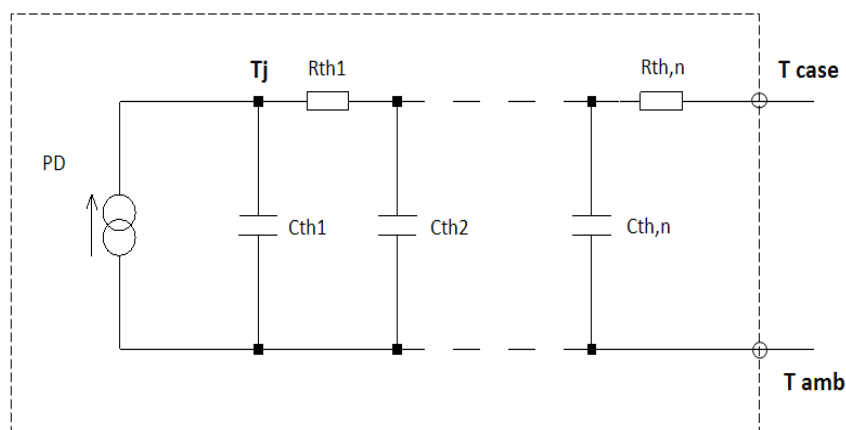 Tj
Rth1
Rth,n
T case
PD
Cth1
Cth2
Cth,n
T amb